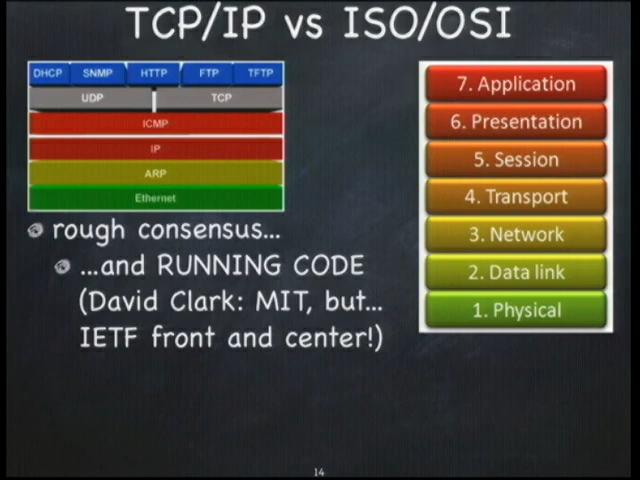 TCP/IP vs ISO/OSI
DHCP SNMP HTTP FTP TFTP
UDP TCP
ICMP
IP
ARP
Ethernet
rough consensus...
...and RUNNING CODE
(David Clark: MIT, but...
IETF front and center!)
7. Application
6. Presentation
5. Session
4. Transport
3. Network
2. Data link
1. Physical
14